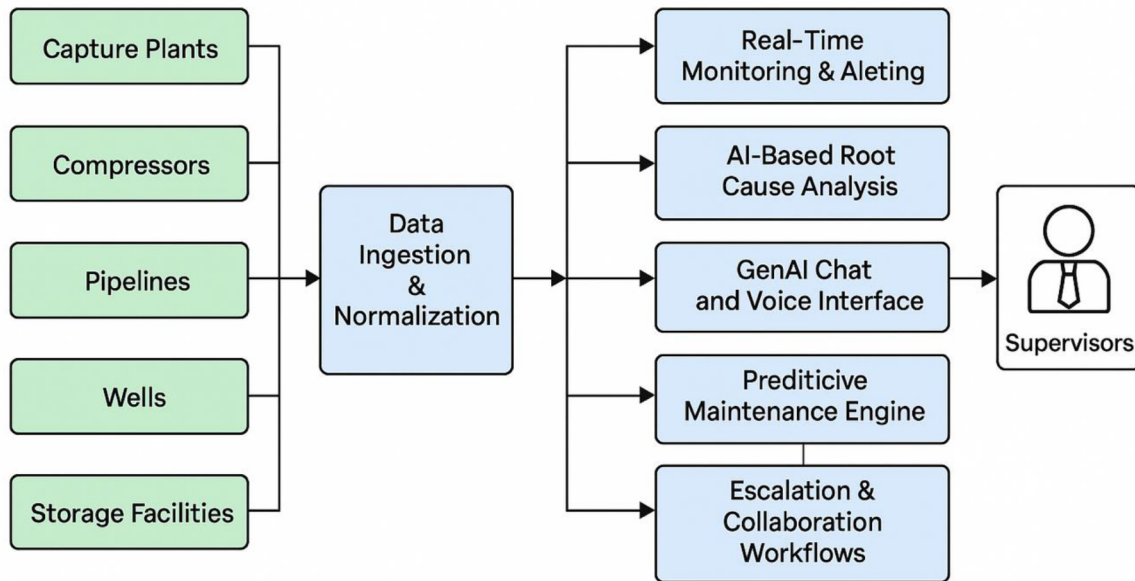 Capture Plants
Compressors
Pipelines
Wells
Storage Facilities
Data
Ingestion
&
Normalization
Real-Time
Monitoring & Aleting
AI-Based Root
Cause Analysis
GenAI Chat
and Voice Interface
Prediticive
Maintenance Engine
Escalation &
Collaboration
Workflows
Supervisors